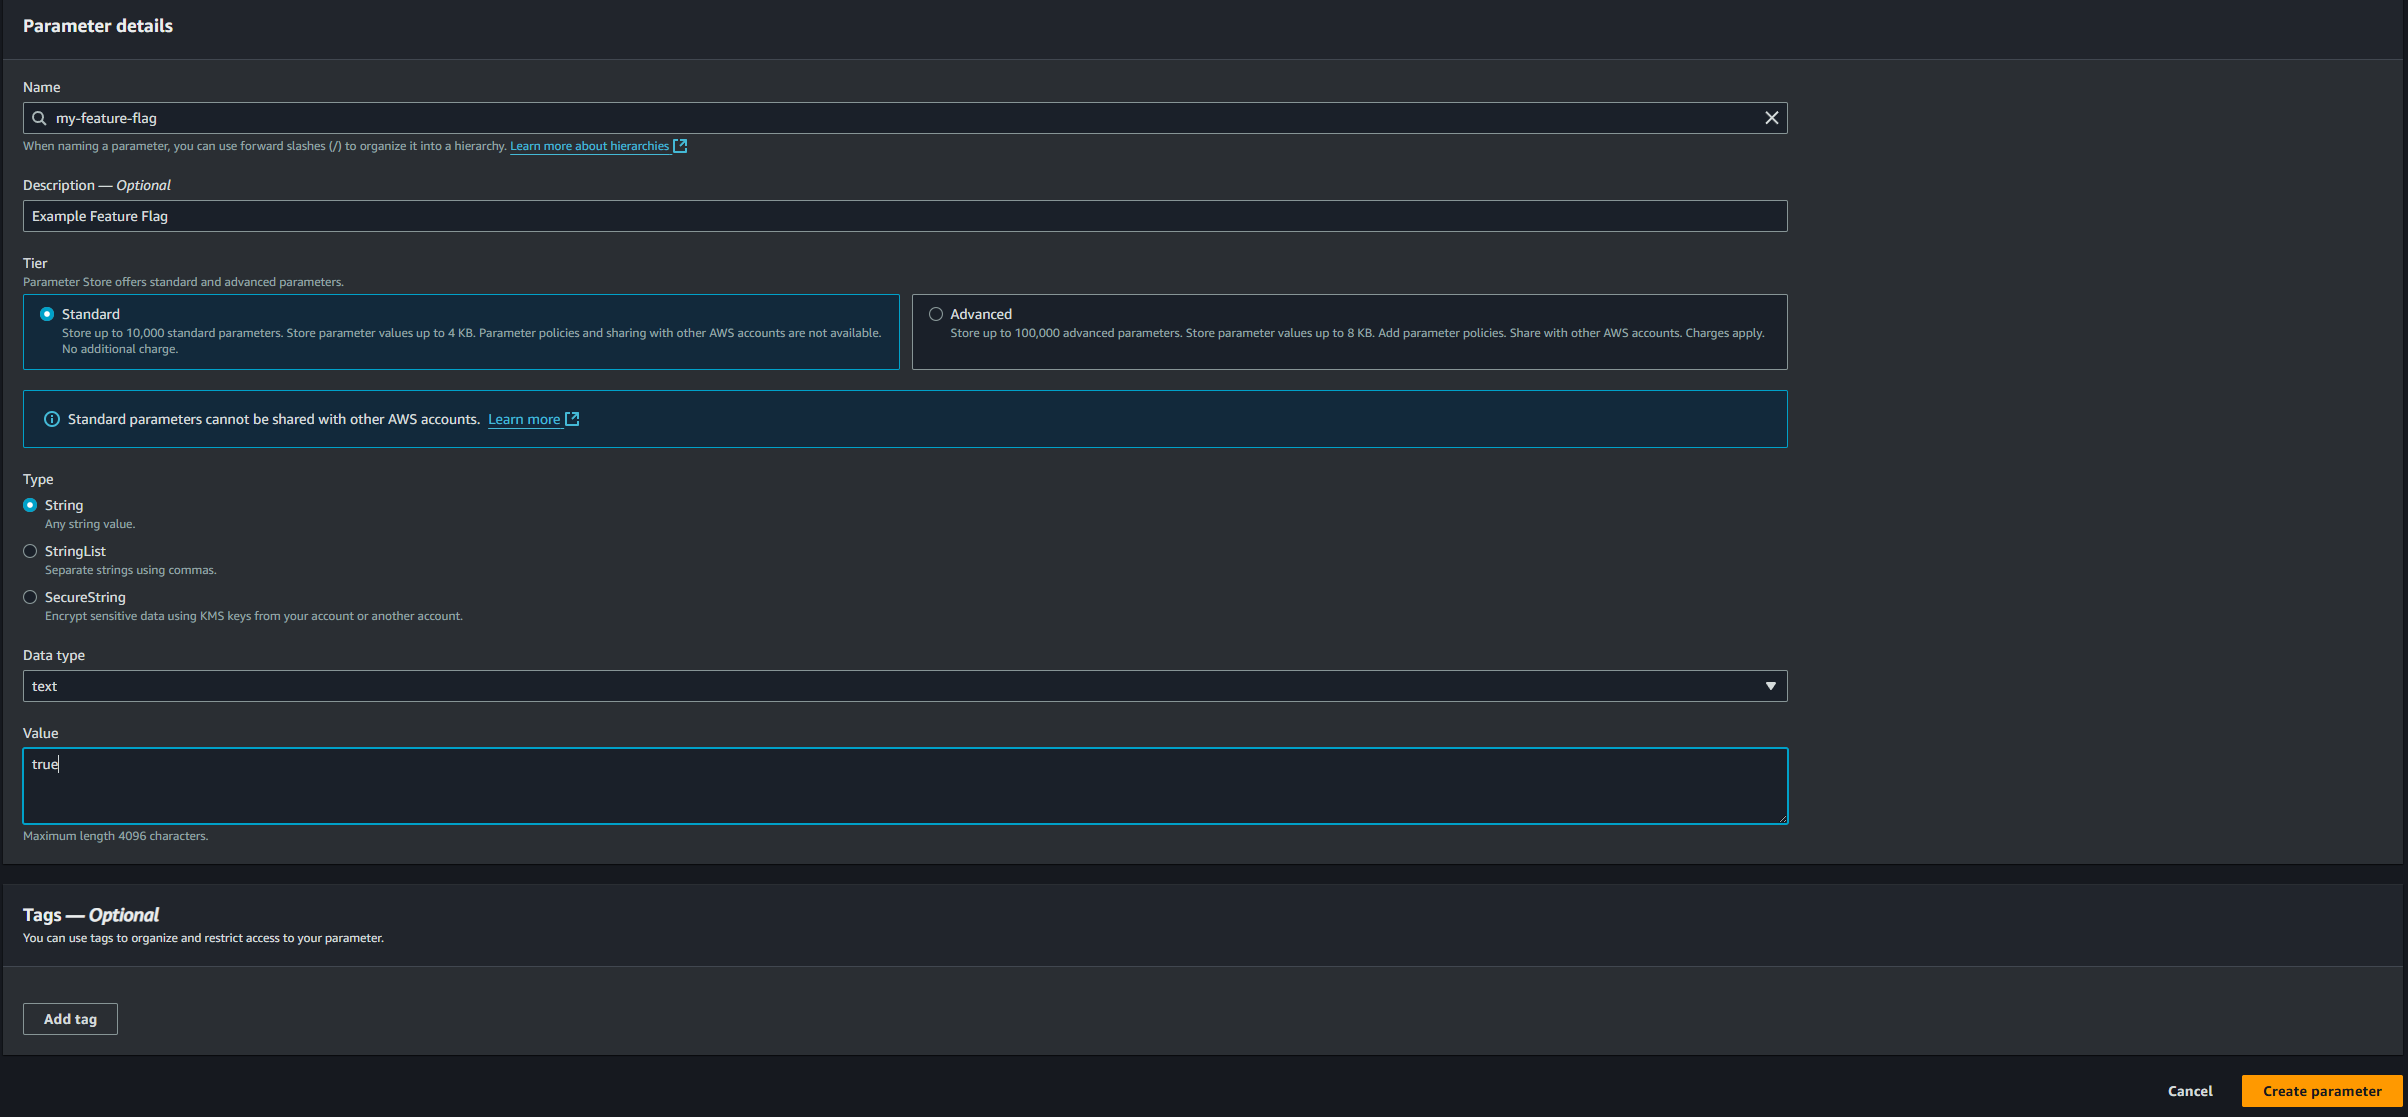 Parameter details
Name
my-feature-flag
When naming a parameter, you can use forward slashes (/) to organize it into a hierarchy. Learn more about hierarchies
Description — Optional
Example Feature Flag
Tier
Parameter Store offers standard and advanced parameters.
Standard
Store up to 10,000 standard parameters. Store parameter values up to 4 KB. Parameter policies and sharing with other AWS accounts are not available.
No additional charge.
Advanced
Store up to 100,000 advanced parameters. Store parameter values up to 8 KB. Add parameter policies. Share with other AWS accounts. Charges apply.
Standard parameters cannot be shared with other AWS accounts. Learn more
Type
String
Any string value.
StringList
Separate strings using commas.
SecureString
Encrypt sensitive data using KMS keys from your account or another account.
Data type
text
Value
true
Maximum length 4096 characters.
Tags — Optional
You can use tags to organize and restrict access to your parameter.
Add tag
Cancel
Create parameter